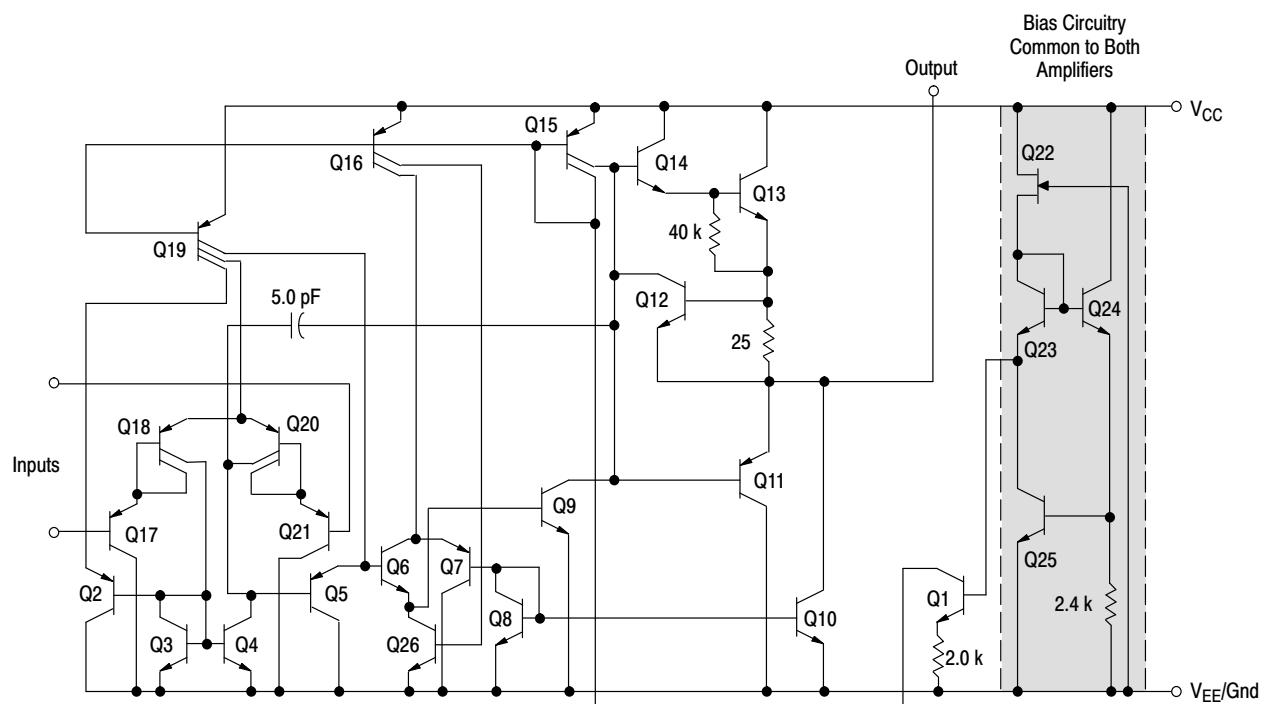 Bias Circuitry
Common to Both
Amplifiers
Output
VCC
Q15
Q22
Q16
Q14
Q13
Q19
40 k
5.0 pF
Q12
Q24
25
Q23
Q18
Q20
Inputs
Q11
Q9
Q17
Q21
Q25
Q2
Q6
Q7
Q5
Q1
2.4 k
Q3
Q4
Q8
Q10
Q26
2.0 k
VEE/Gnd